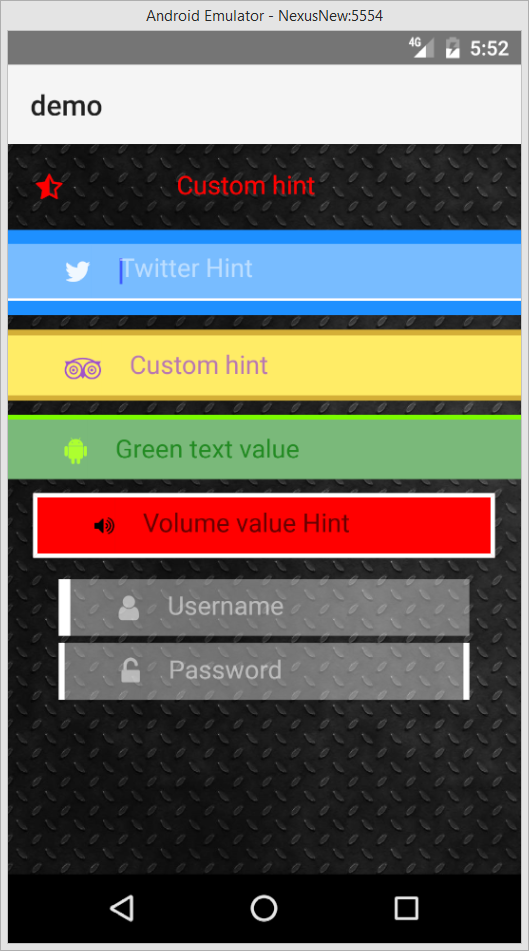 Android Emulator - NexusNew:5554
4G 5:52
demo
Custom hint
Twitter Hint
Custom hint
Green text value
Volume value Hint
Username
Password